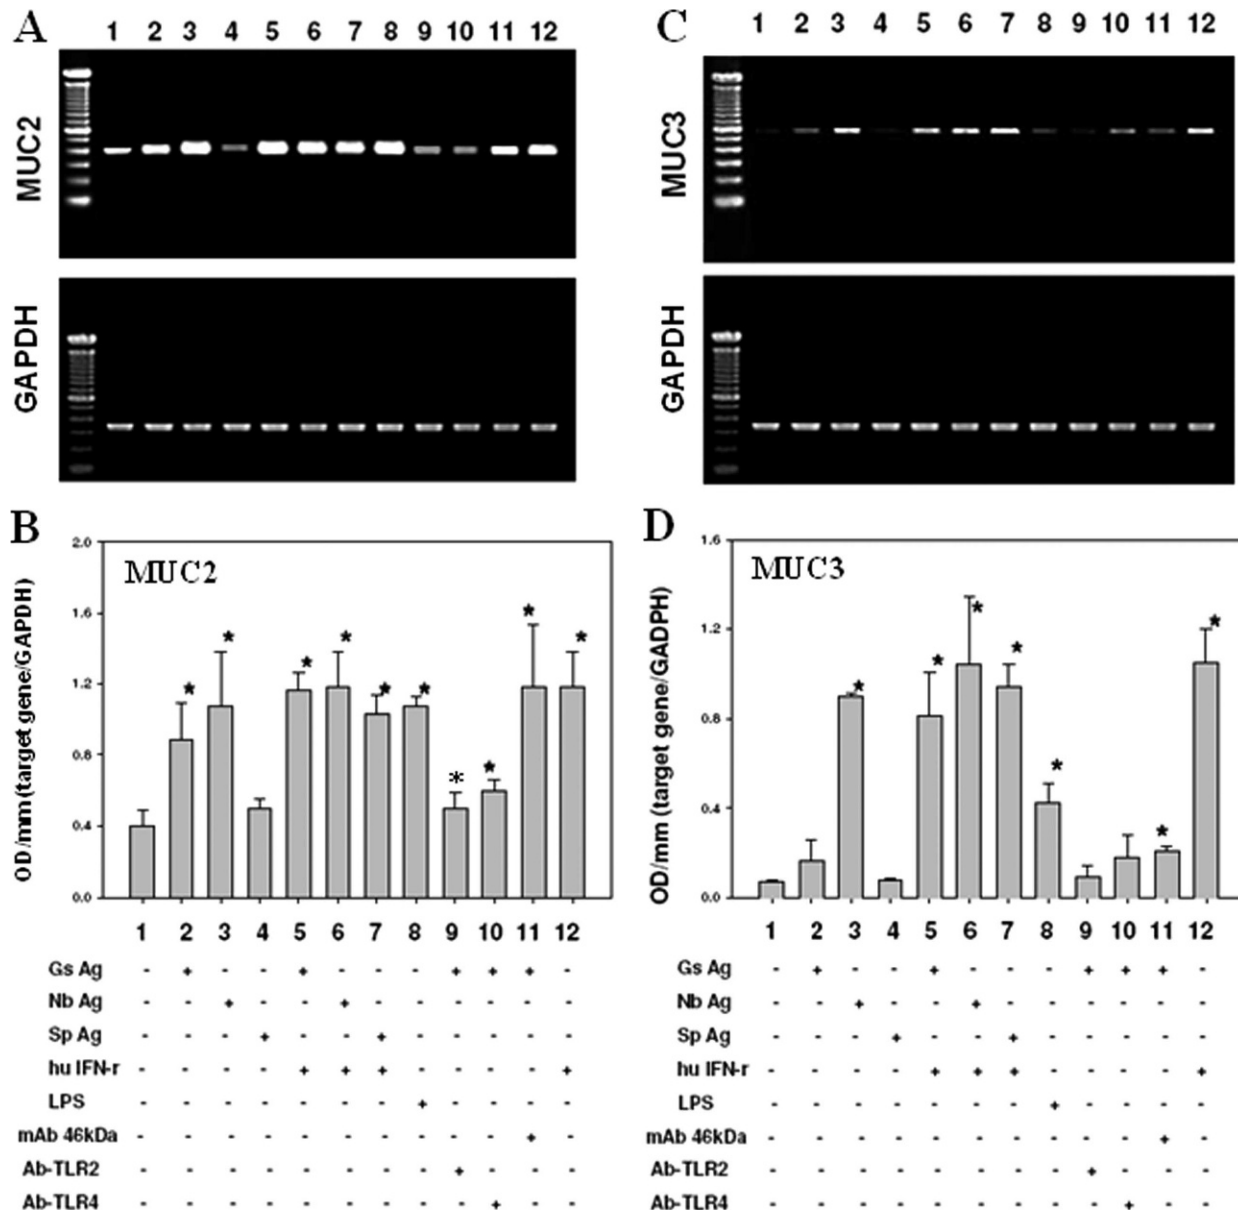 A
1 2 3 4 5 6 7 8 9 10 11 12
MUC2
GAPDH
B
2.0
1.6
1.2
0.8
0.4
0.0
OD/mm(target gene/GAPDH)
MUC2
* * * * * * * * * *
1 2 3 4 5 6 7 8 9 10 11 12
Gs Ag - + - - + - - - + + + -
Nb Ag - - + - - + - - - - - -
Sp Ag - - - + - - + - - - - -
hu IFN-r - - - - + + + - - - - +
LPS - - - - - - - + - - - -
mAb 46kDa - - - - - - - - - - + -
Ab-TLR2 - - - - - - - - + - - -
Ab-TLR4 - - - - - - - - - + - -
C
1 2 3 4 5 6 7 8 9 10 11 12
MUC3
GAPDH
D
1.6
1.2
0.8
0.4
0.0
OD/mm (target gene/GADPH)
MUC3
* * * * * * *
1 2 3 4 5 6 7 8 9 10 11 12
Gs Ag - + - - + - - - + + + -
Nb Ag - - + - - + - - - - - -
Sp Ag - - - + - - + - - - - -
hu IFN-r - - - - + + + - - - - +
LPS - - - - - - - + - - - -
mAb 46kDa - - - - - - - - - - + -
Ab-TLR2 - - - - - - - - + - - -
Ab-TLR4 - - - - - - - - - + - -